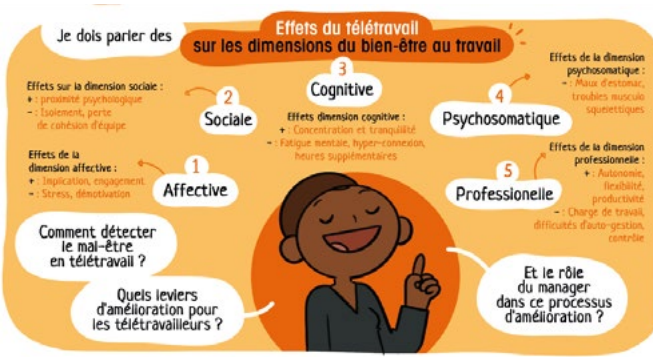 Je dois parler des
Effets du télétravail
sur les dimensions du bien-être au travail
Effets de la
dimension affective :
+ : Implication, engagement
- : Stress, démotivation
1
Affective
Effets sur la dimension sociale :
+ : proximité psychologique
- : Isolement, perte
de cohésion d'équipe
2
Sociale
3
Cognitive
Effets dimension cognitive :
+ : Concentration et tranquilité
- : Fatigue mentale, hyper-connexion,
heures supplémentaires
4
Psychosomatique
Effets de la dimension
psychosomatique :
- : Maux d'estomac,
troubles musculo
squelettiques
5
Professionelle
Effets de la dimension
professionnelle :
+ : Autonomie,
flexibilité,
productivité
- : Charge de travail,
difficultés d'auto-gestion,
contrôle
Comment détecter
le mal-être
en télétravail ?
Quels leviers
d'amélioration pour
les télétravailleurs ?
Et le rôle
du manager
dans ce processus
d'amélioration ?